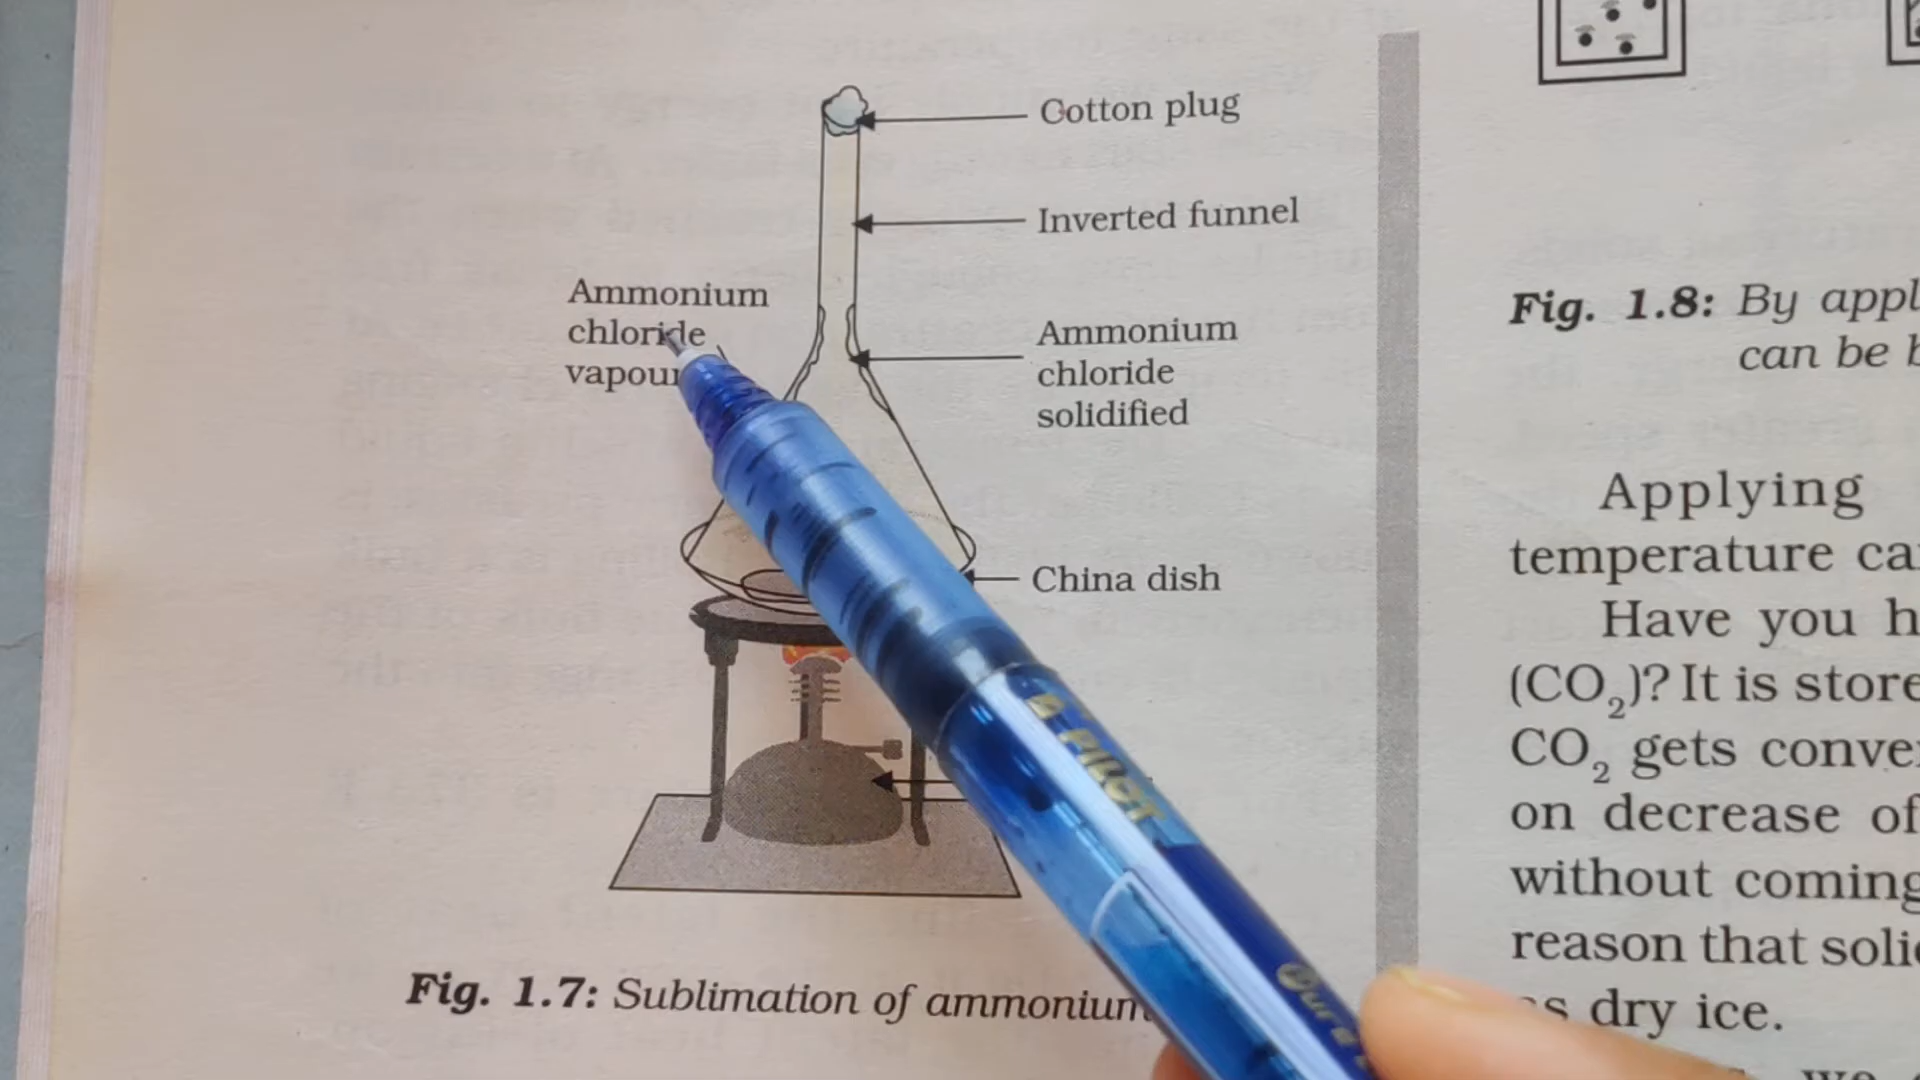 Cotton plug
Inverted funnel
Ammonium
chloride
vapour
Ammonium
chloride
solidified
China dish
Fig. 1.7: Sublimation of ammonium
Fig. 1.8: By appl
can be b
Applying
temperature ca
Have you h
(CO₂)? It is store
CO₂ gets conve
on decrease of
without coming
reason that soli
as dry ice.
PILOT